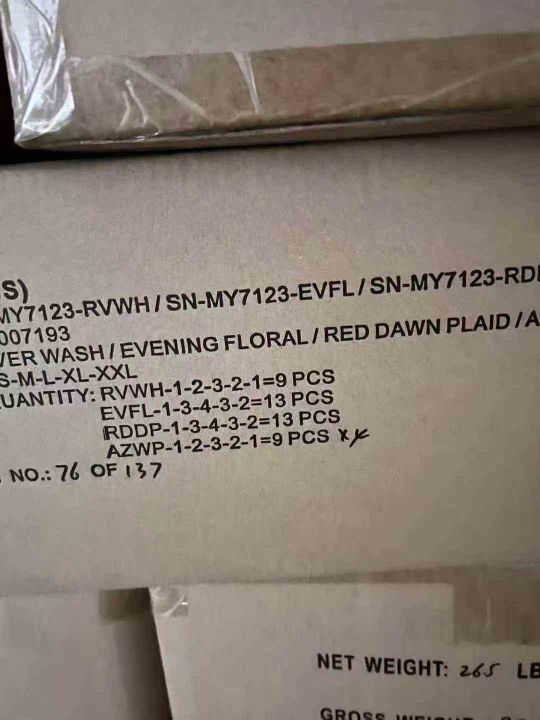 S)
MY7123-RVWH / SN-MY7123-EVFL / SN-MY7123-RD
007193
ER WASH / EVENING FLORAL / RED DAWN PLAID / A
S-M-L-XL-XXL
UANTITY: RVWH-1-2-3-2-1=9 PCS
EVFL-1-3-4-3-2=13 PCS
RDDP-1-3-4-3-2=13 PCS
AZWP-1-2-3-2-1=9 PCS
NO.: 76 OF 137
NET WEIGHT: 265 LB
GROSS